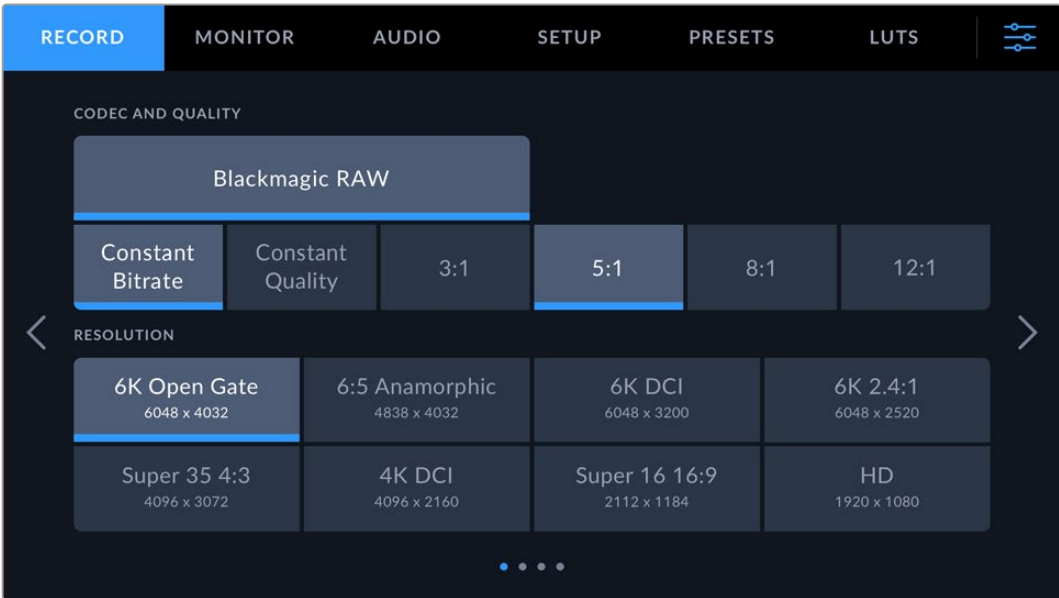 RECORD MONITOR AUDIO SETUP PRESETS LUTS
CODEC AND QUALITY
Blackmagic RAW
Constant Bitrate
Constant Quality
3:1
5:1
8:1
12:1
RESOLUTION
6K Open Gate
6048 x 4032
6:5 Anamorphic
4838 x 4032
6K DCI
6048 x 3200
6K 2.4:1
6048 x 2520
Super 35 4:3
4096 x 3072
4K DCI
4096 x 2160
Super 16 16:9
2112 x 1184
HD
1920 x 1080